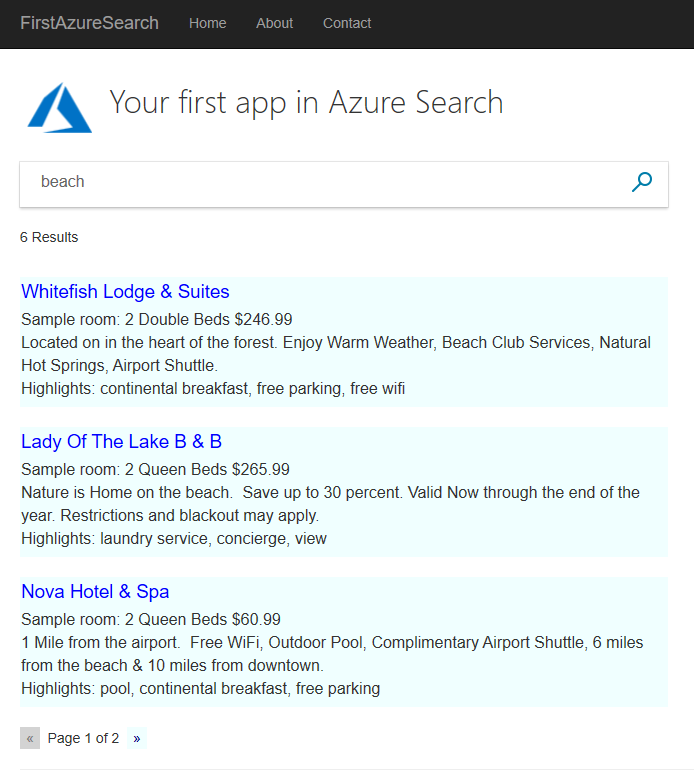 FirstAzureSearch Home About Contact
Your first app in Azure Search
beach
6 Results
Whitefish Lodge & Suites
Sample room: 2 Double Beds $246.99
Located on in the heart of the forest. Enjoy Warm Weather, Beach Club Services, Natural
Hot Springs, Airport Shuttle.
Highlights: continental breakfast, free parking, free wifi
Lady Of The Lake B & B
Sample room: 2 Queen Beds $265.99
Nature is Home on the beach.  Save up to 30 percent. Valid Now through the end of the
year. Restrictions and blackout may apply.
Highlights: laundry service, concierge, view
Nova Hotel & Spa
Sample room: 2 Queen Beds $60.99
1 Mile from the airport.  Free WiFi, Outdoor Pool, Complimentary Airport Shuttle, 6 miles
from the beach & 10 miles from downtown.
Highlights: pool, continental breakfast, free parking
« Page 1 of 2 »